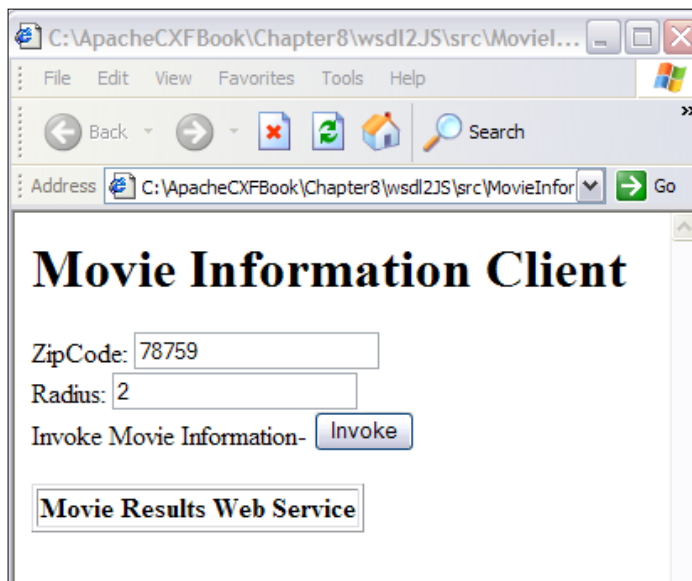 C:\ApacheCXFBook\Chapter8\wsdl2JS\src\MovieI...
File Edit View Favorites Tools Help
Back Search
Address C:\ApacheCXFBook\Chapter8\wsdl2JS\src\MovieInfor Go
Movie Information Client
ZipCode: 78759
Radius: 2
Invoke Movie Information- Invoke
Movie Results Web Service